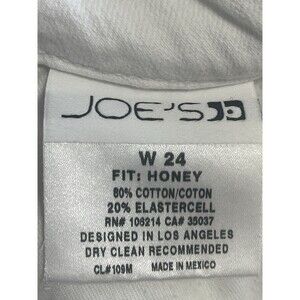 JOE'S
W 24
FIT: HONEY
80% COTTON/COTON
20% ELASTERCELL
RN# 106214 CA# 35037
DESIGNED IN LOS ANGELES
DRY CLEAN RECOMMENDED
CL#109M MADE IN MEXICO